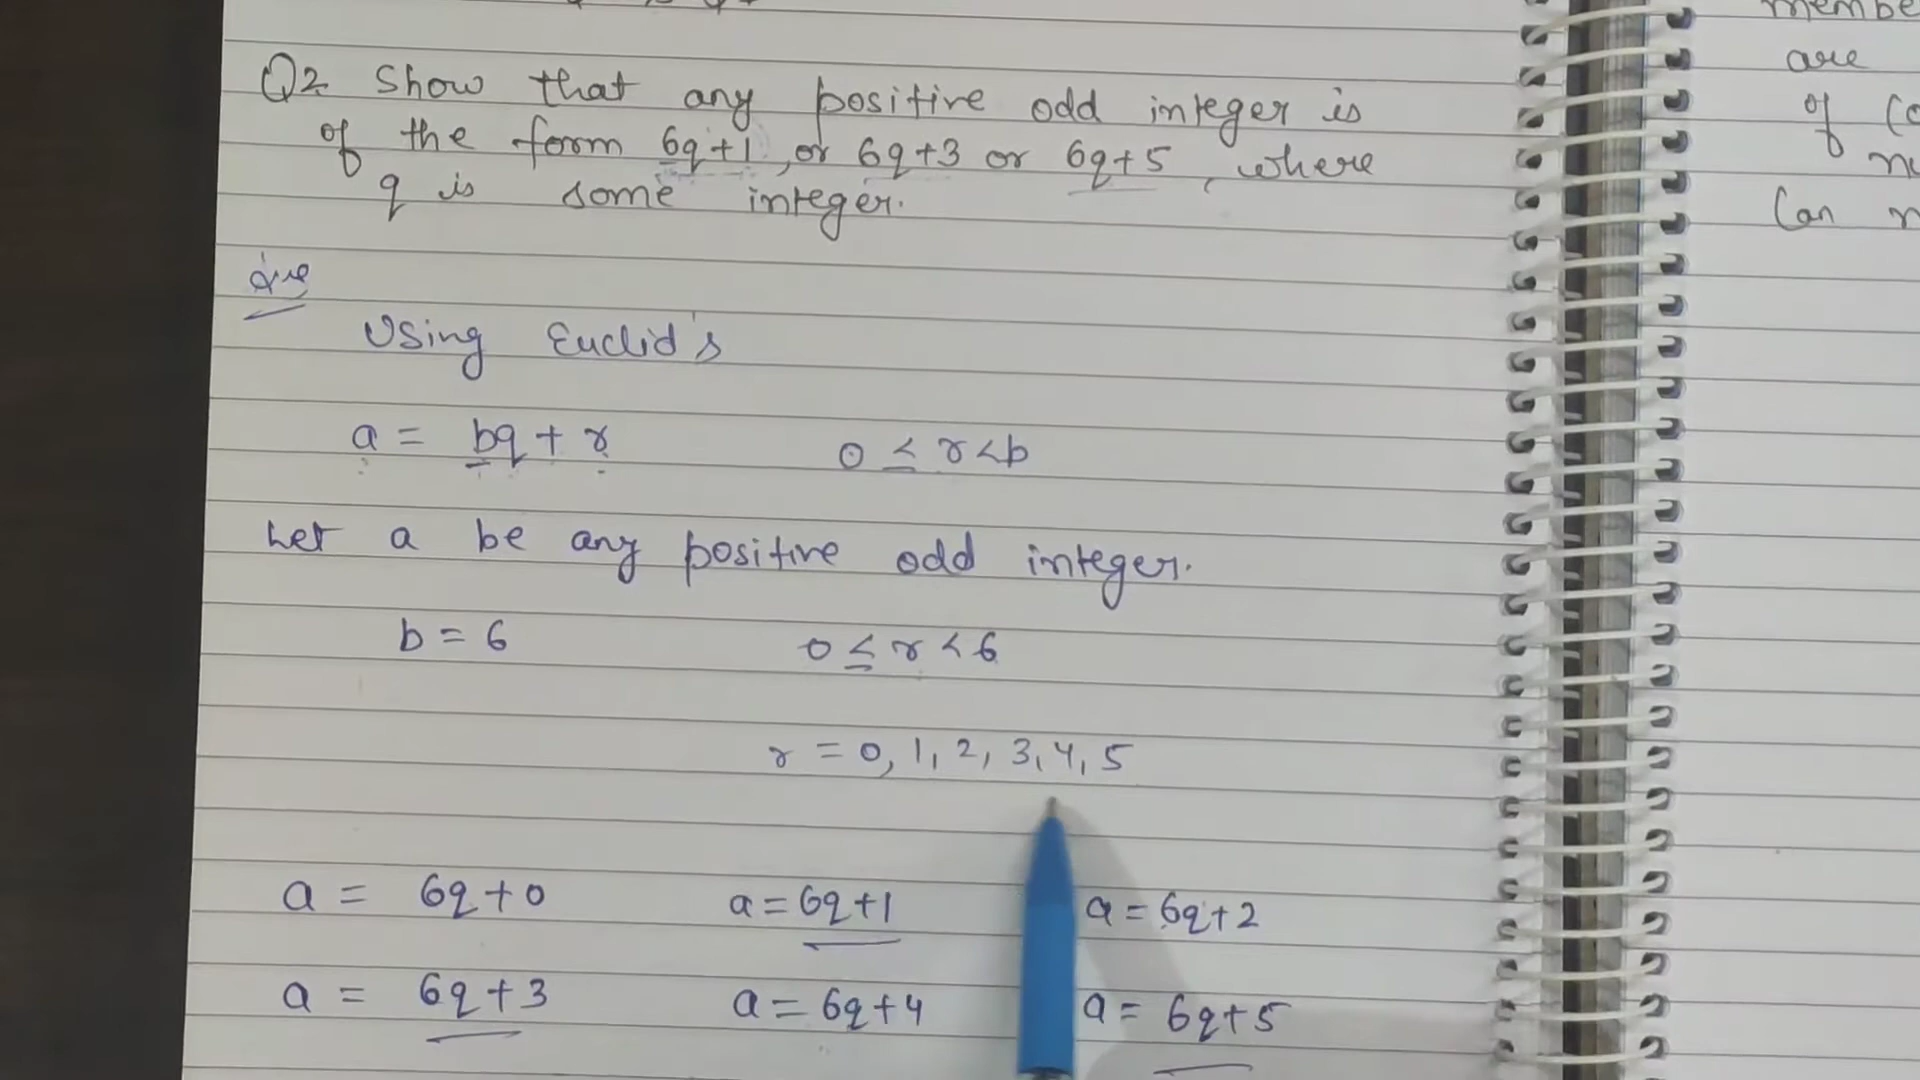 Q2 Show that any positive odd integer is
of the form 6q+1, or 6q+3 or 6q+5, where
q is some integer.
Using Euclid's
a = bq + r 0 ≤ r < b
Let a be any positive odd integer.
b = 6 0 ≤ r < 6
r = 0, 1, 2, 3, 4, 5
a = 6q+0 a = 6q+1 a = 6q+2
a = 6q+3 a = 6q+4 a = 6q+5
are
of
Can